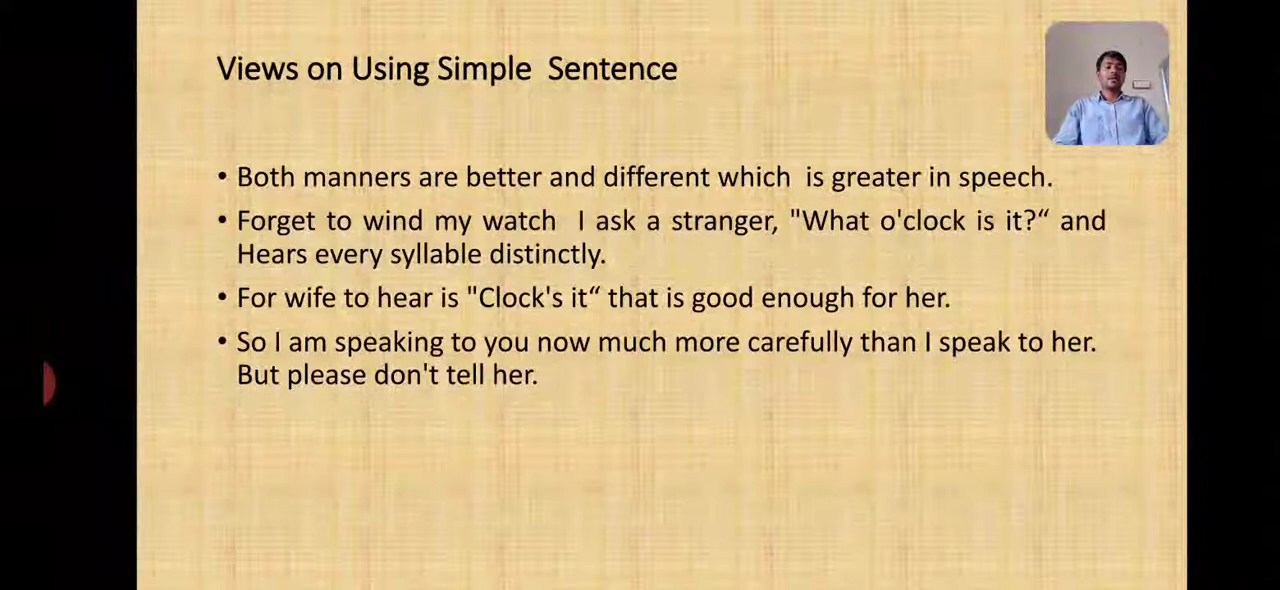 Views on Using Simple Sentence
• Both manners are better and different which is greater in speech.
• Forget to wind my watch I ask a stranger, "What o'clock is it?“ and
Hears every syllable distinctly.
• For wife to hear is "Clock's it“ that is good enough for her.
• So I am speaking to you now much more carefully than I speak to her.
But please don't tell her.